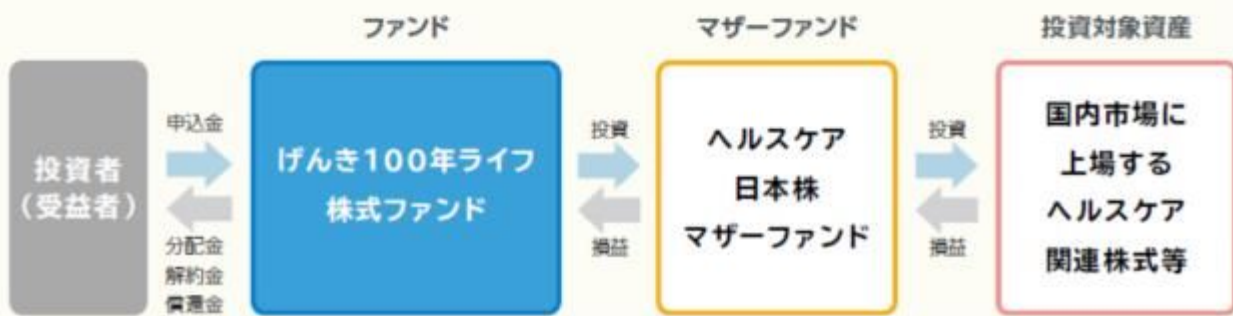 ファンド
マザーファンド
投資対象資産
投資者
(受益者)
申込金
分配金
解約金
償還金
げんき100年ライフ
株式ファンド
投資
損益
ヘルスケア
日本株
マザーファンド
投資
損益
国内市場に
上場する
ヘルスケア
関連株式等